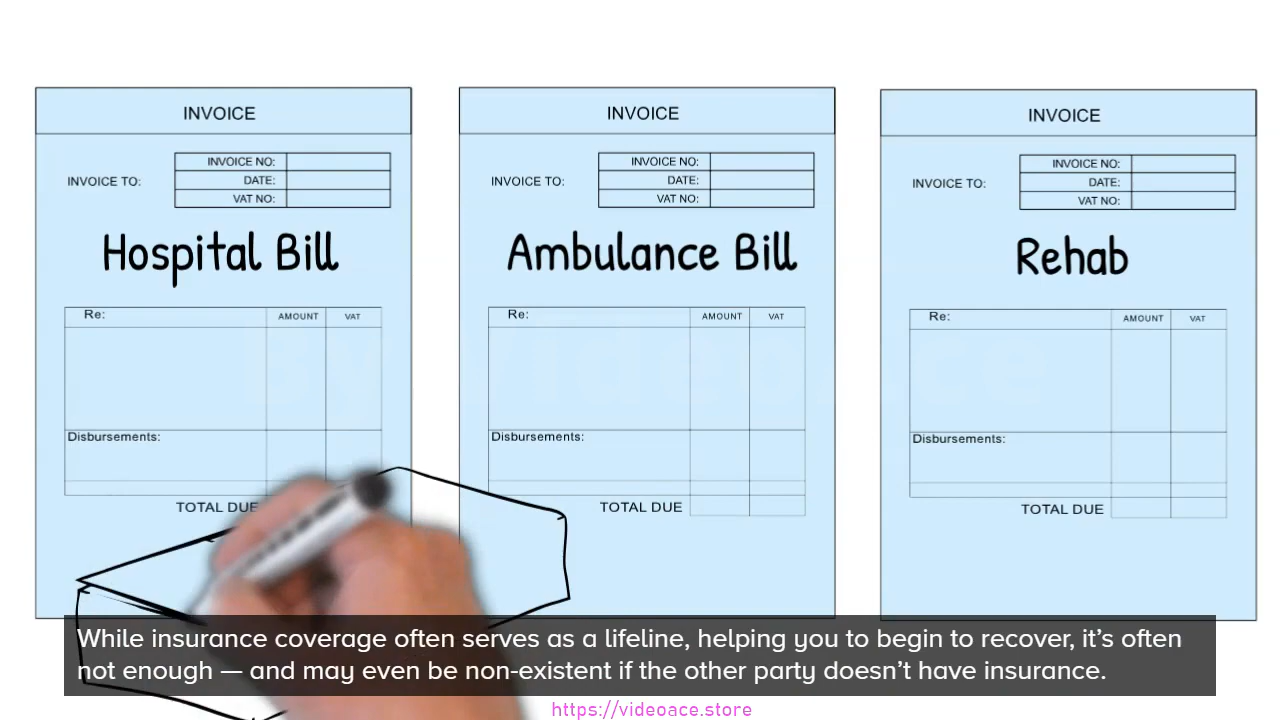 INVOICE
INVOICE TO:
INVOICE NO:
DATE:
VAT NO:
Hospital Bill
Re:
AMOUNT
VAT
Disbursements:
TOTAL DUE
INVOICE
INVOICE TO:
INVOICE NO:
DATE:
VAT NO:
Ambulance Bill
Re:
AMOUNT
VAT
Disbursements:
TOTAL DUE
INVOICE
INVOICE TO:
INVOICE NO:
DATE:
VAT NO:
Rehab
Re:
AMOUNT
VAT
Disbursements:
TOTAL DUE
While insurance coverage often serves as a lifeline, helping you to begin to recover, it’s often
not enough — and may even be non-existent if the other party doesn’t have insurance.
https://videoace.store